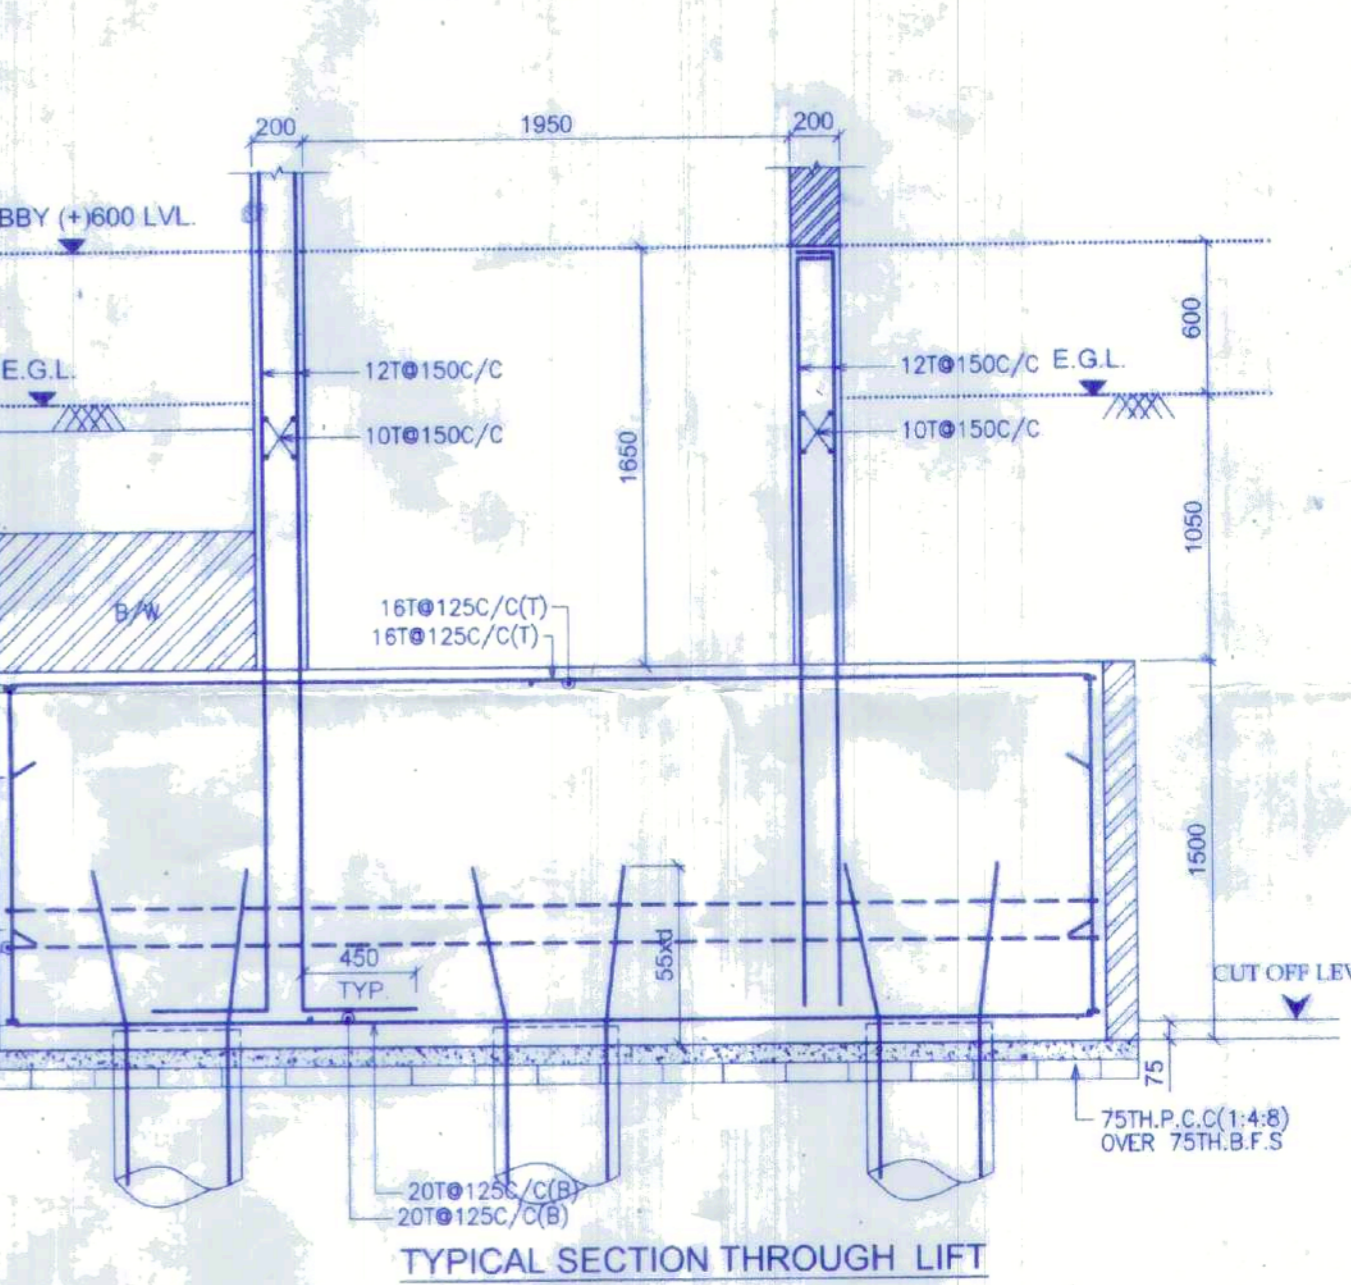 200
1950
200
BBY (+)600 LVL.
600
E.G.L.
12T@150C/C
12T@150C/C
E.G.L.
10T@150C/C
10T@150C/C
1650
1050
B/W
16T@125C/C(T)
16T@125C/C(T)
1500
55xd
450
TYP.
CUT OFF LEV
75
75TH.P.C.C(1:4:8)
OVER 75TH.B.F.S
20T@125C/C(B)
20T@125C/C(B)
TYPICAL SECTION THROUGH LIFT